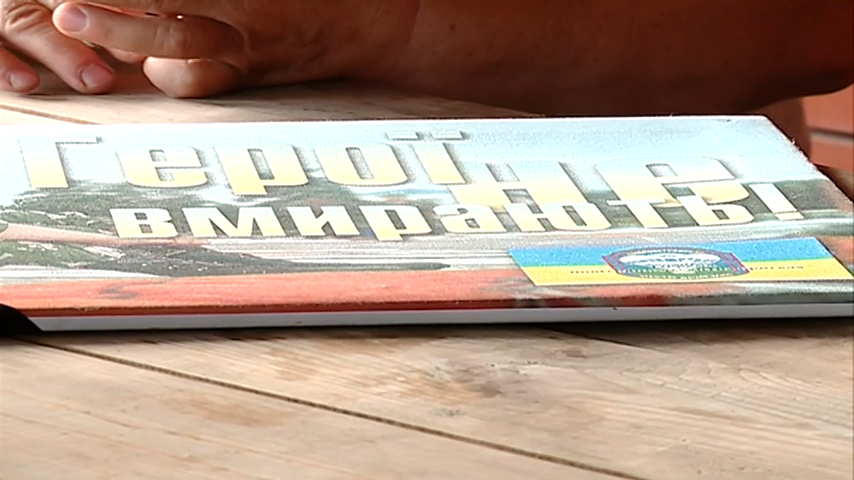 Герої не
вмирають!